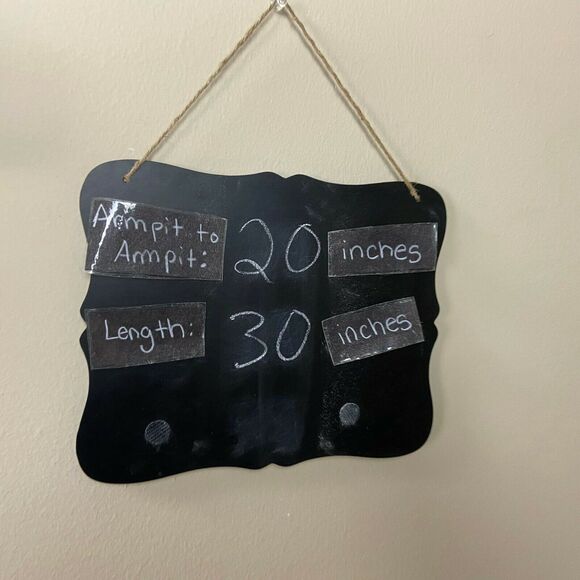 Armpit to
Armpit: 20 inches
Length: 30 inches